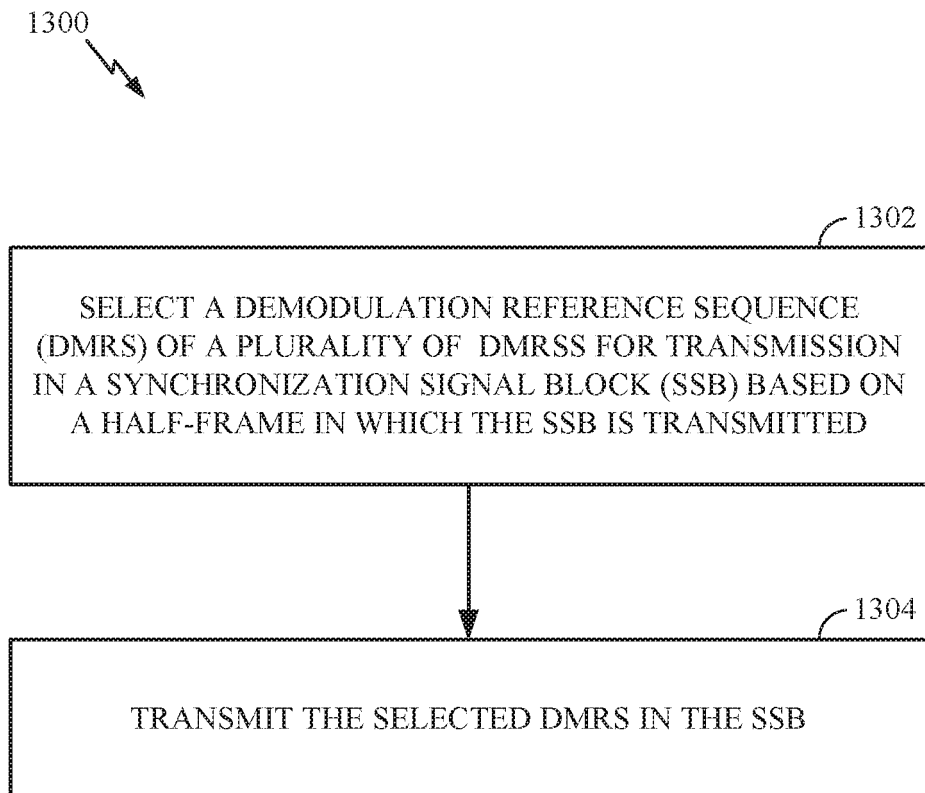 1300
1302
SELECT A DEMODULATION REFERENCE SEQUENCE
(DMRS) OF A PLURALITY OF DMRSS FOR TRANSMISSION
IN A SYNCHRONIZATION SIGNAL BLOCK (SSB) BASED ON
A HALF-FRAME IN WHICH THE SSB IS TRANSMITTED
1304
TRANSMIT THE SELECTED DMRS IN THE SSB